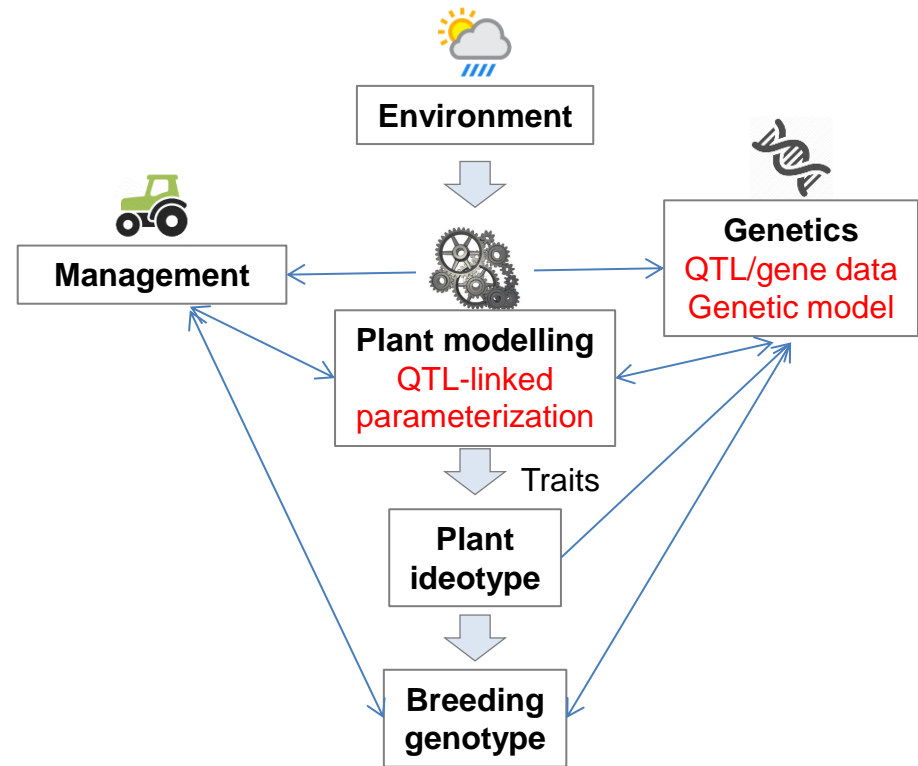 Environment
Management
Genetics
QTL/gene data
Genetic model
Plant modelling
QTL-linked
parameterization
Traits
Plant
ideotype
Breeding
genotype